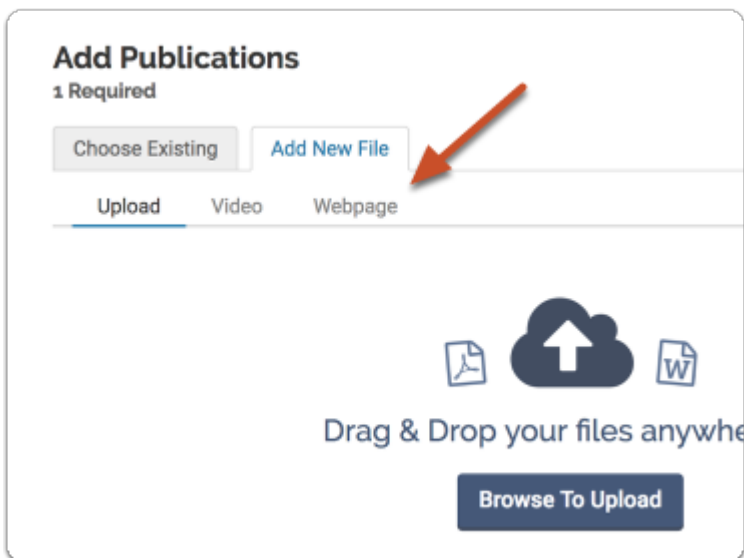 Add Publications
1 Required
Choose Existing Add New File
Upload Video Webpage
W
Drag & Drop your files anywhe
Browse To Upload